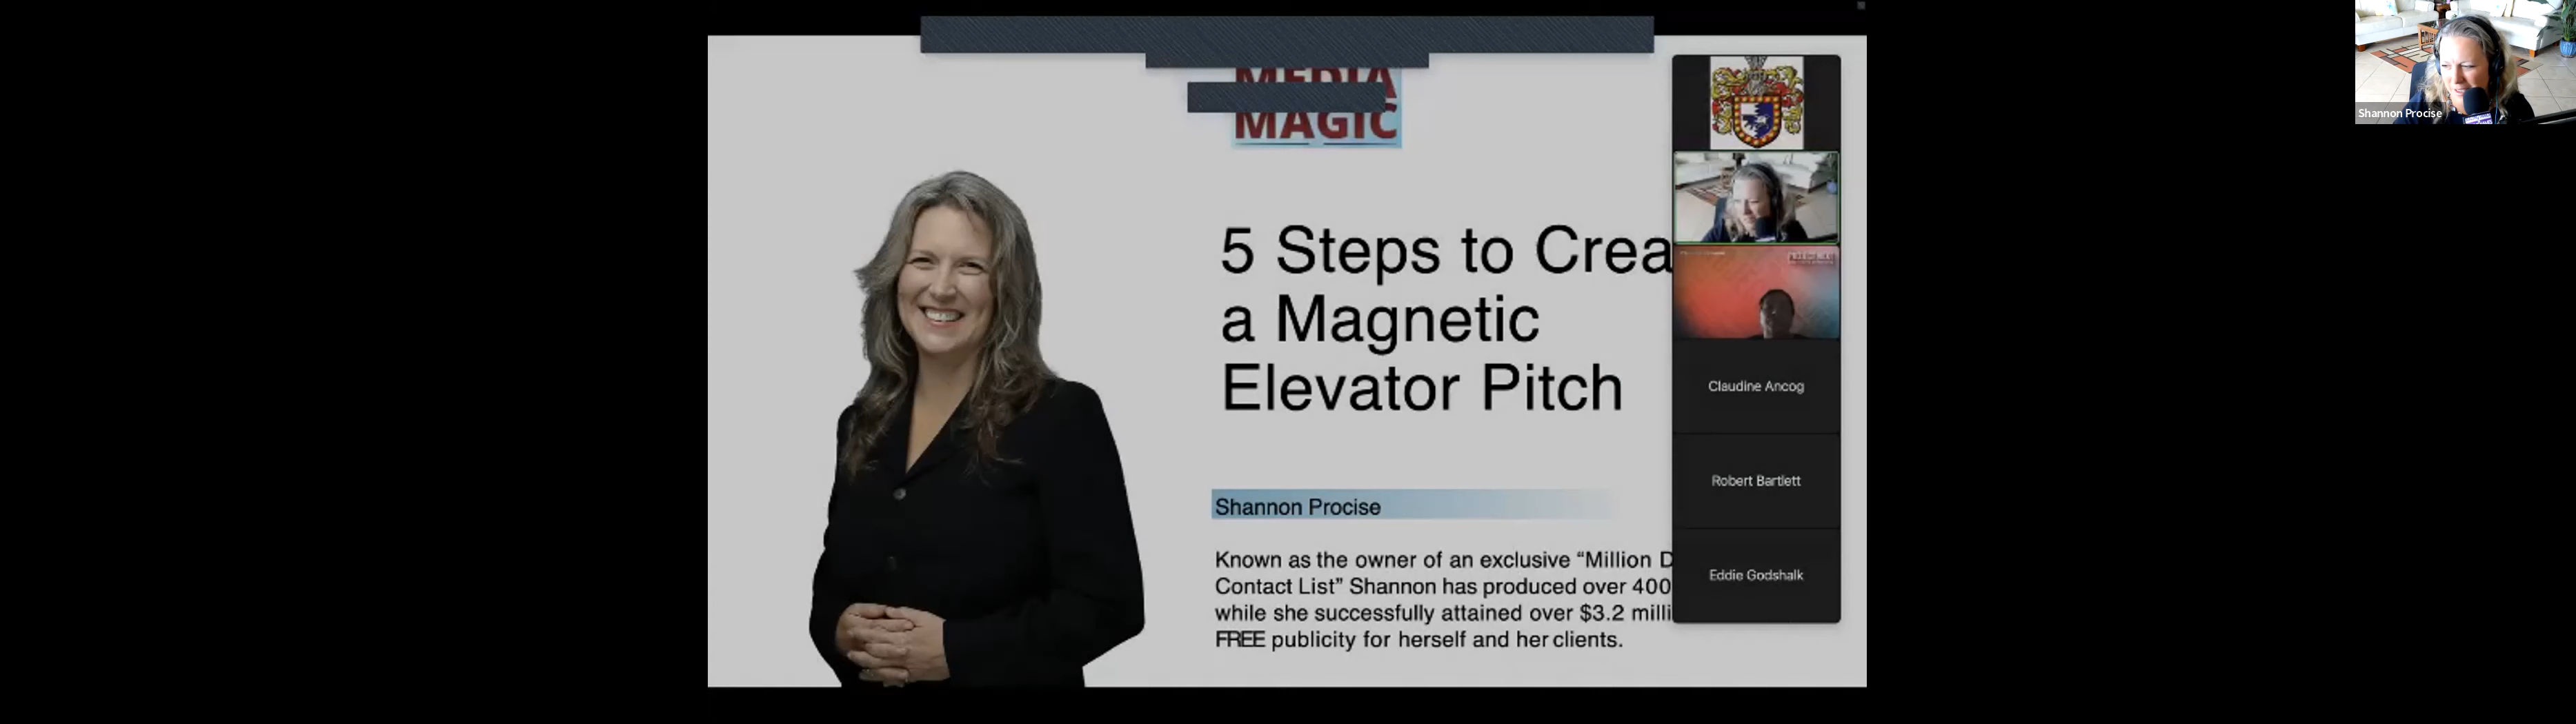 MEDIA
MAGIC
5 Steps to Crea
a Magnetic
Elevator Pitch
Shannon Procise
Known as the owner of an exclusive “Million D
Contact List” Shannon has produced over 400
while she successfully attained over $3.2 milli
FREE publicity for herself and her clients.
Claudine Ancog
Robert Bartlett
Eddie Godshalk
Shannon Procise